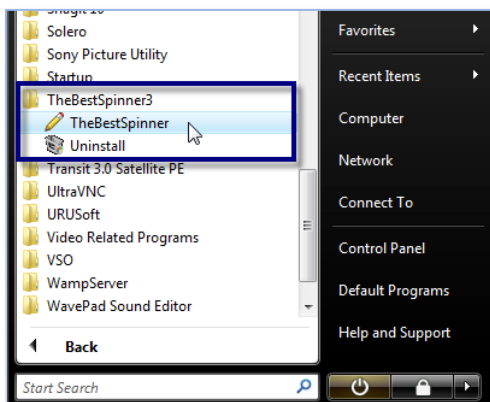 SnagIt 10
Solero
Sony Picture Utility
Startup
TheBestSpinner3
TheBestSpinner
Uninstall
Transit 3.0 Satellite PE
UltraVNC
URUSoft
Video Related Programs
VSO
WampServer
WavePad Sound Editor
Back
Start Search
Favorites
Recent Items
Computer
Network
Connect To
Control Panel
Default Programs
Help and Support